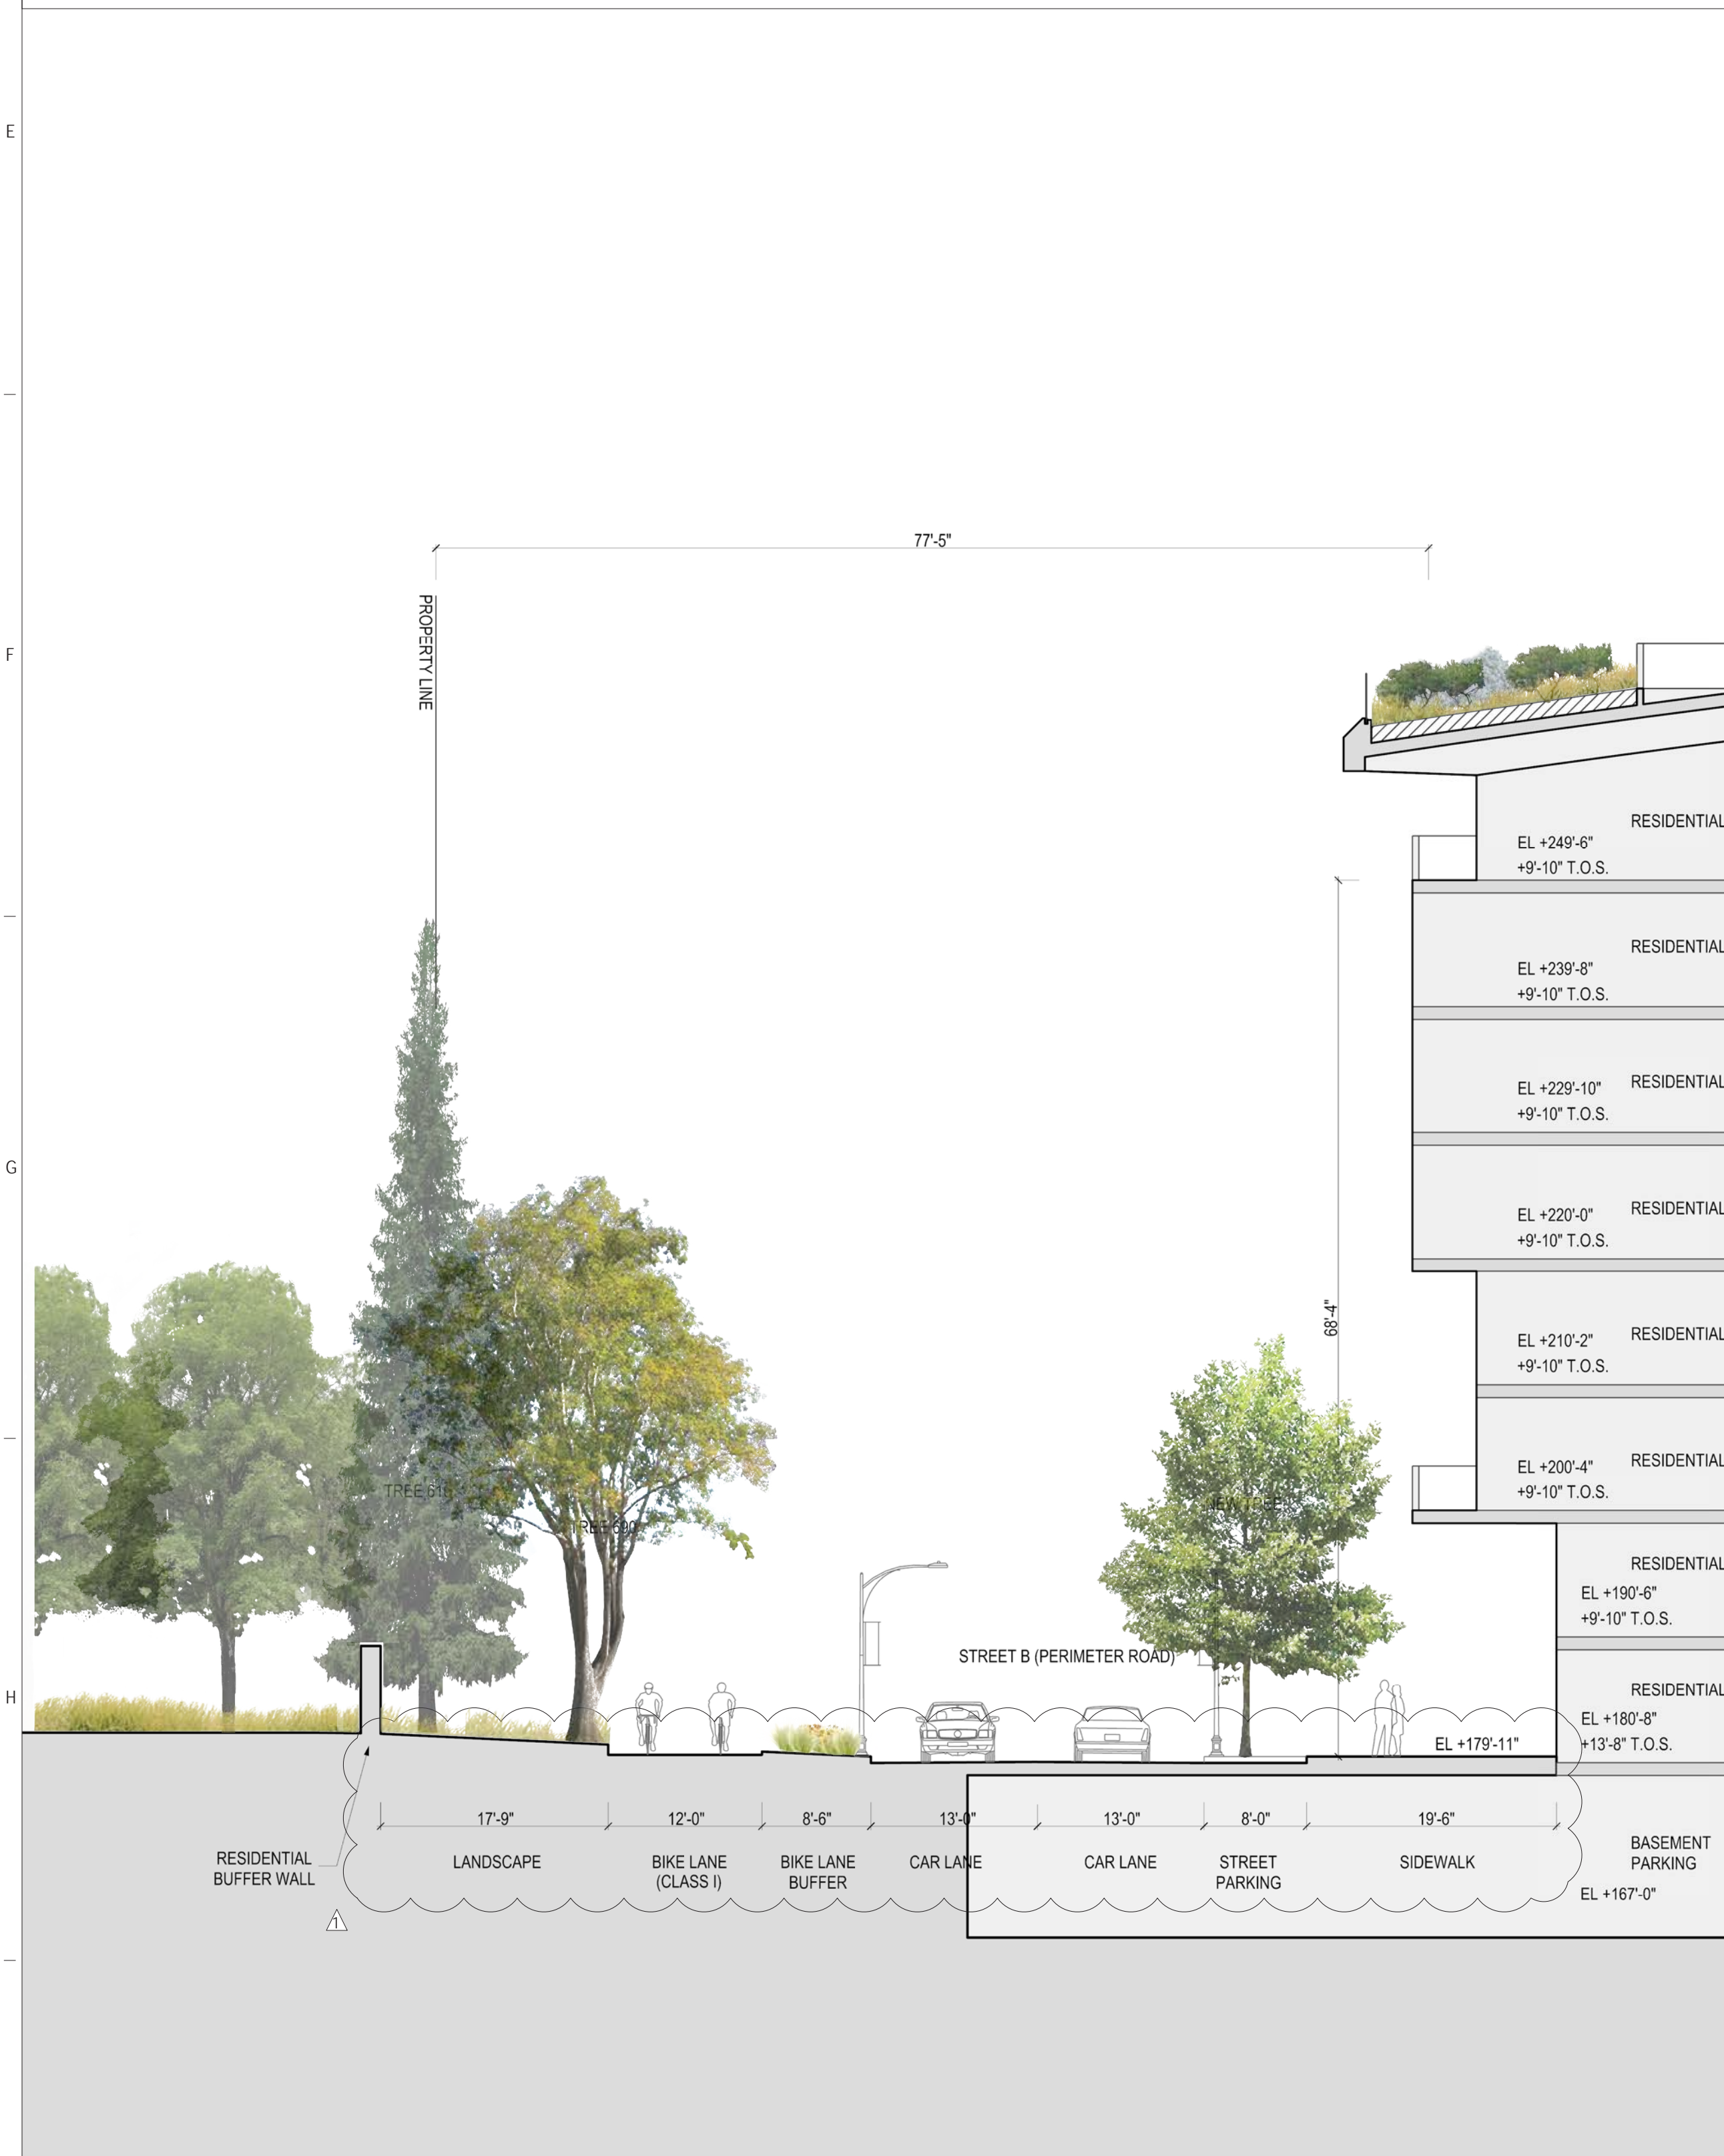 E
77'-5"
PROPERTY LINE
F
RESIDENTIAL
EL +249'-6"
+9'-10" T.O.S.
RESIDENTIAL
EL +239'-8"
+9'-10" T.O.S.
RESIDENTIAL
EL +229'-10"
+9'-10" T.O.S.
G
RESIDENTIAL
EL +220'-0"
+9'-10" T.O.S.
68'-4"
RESIDENTIAL
EL +210'-2"
+9'-10" T.O.S.
RESIDENTIAL
EL +200'-4"
+9'-10" T.O.S.
TREE
NEW TREE
TREE 690
RESIDENTIAL
EL +190'-6"
+9'-10" T.O.S.
STREET B (PERIMETER ROAD)
H
RESIDENTIAL
EL +180'-8"
+13'-8" T.O.S.
EL +179'-11"
17'-9"
12'-0"
8'-6"
13'-0"
13'-0"
8'-0"
19'-6"
RESIDENTIAL
BUFFER WALL
LANDSCAPE
BIKE LANE
(CLASS I)
BIKE LANE
BUFFER
CAR LANE
CAR LANE
STREET
PARKING
SIDEWALK
BASEMENT
PARKING
EL +167'-0"
1